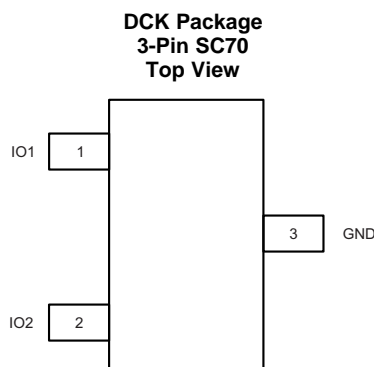 DCK Package
3-Pin SC70
Top View
IO1 1
3 GND
IO2 2